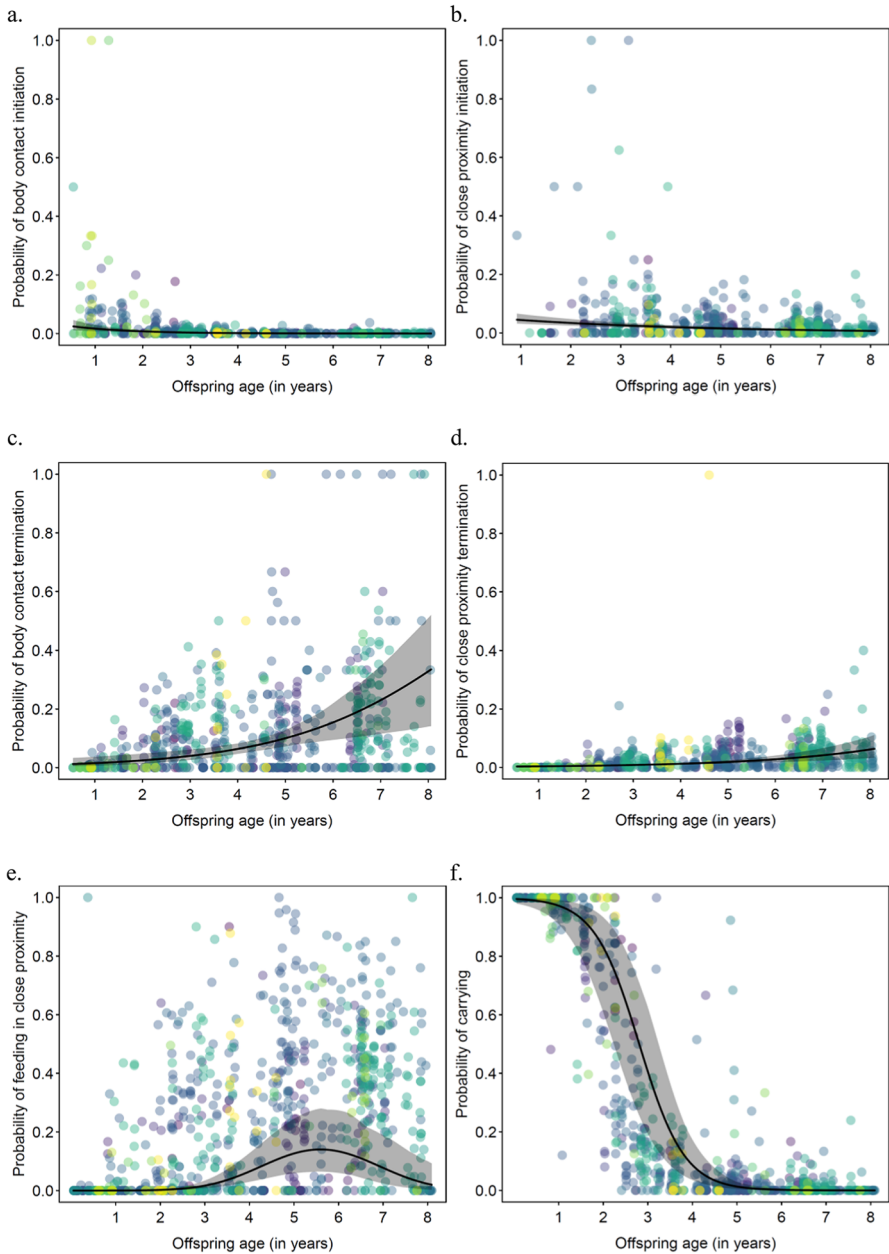 a.
Probability of body contact initiation
1.0
0.8
0.6
0.4
0.2
0.0
1 2 3 4 5 6 7 8
Offspring age (in years)
b.
Probability of close proximity initiation
1.0
0.8
0.6
0.4
0.2
0.0
1 2 3 4 5 6 7 8
Offspring age (in years)
c.
Probability of body contact termination
1.0
0.8
0.6
0.4
0.2
0.0
1 2 3 4 5 6 7 8
Offspring age (in years)
d.
Probability of close proximity termination
1.0
0.8
0.6
0.4
0.2
0.0
1 2 3 4 5 6 7 8
Offspring age (in years)
e.
Probability of feeding in close proximity
1.0
0.8
0.6
0.4
0.2
0.0
1 2 3 4 5 6 7 8
Offspring age (in years)
f.
Probability of carrying
1.0
0.8
0.6
0.4
0.2
0.0
1 2 3 4 5 6 7 8
Offspring age (in years)